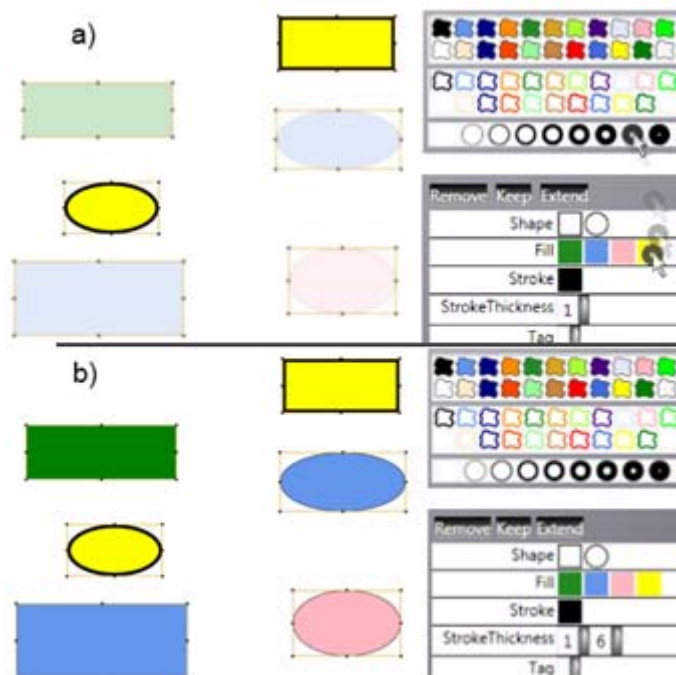 a)
Remove Keep Extend
Shape
Fill
Stroke
StrokeThickness 1
Tag
b)
Remove Keep Extend
Shape
Fill
Stroke
StrokeThickness 1 6
Tag